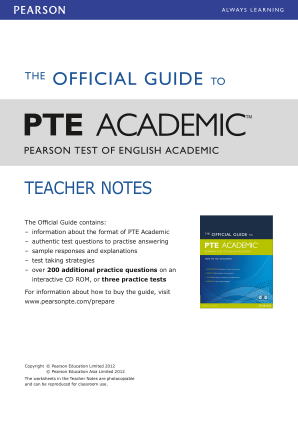 PEARSON
ALWAYS LEARNING
THE OFFICIAL GUIDE TO
PTE ACADEMIC™
PEARSON TEST OF ENGLISH ACADEMIC
TEACHER NOTES
The Official Guide contains:
– information about the format of PTE Academic
– authentic test questions to practise answering
– sample responses and explanations
– test taking strategies
– over 200 additional practice questions on an
interactive CD ROM, or three practice tests
For information about how to buy the guide, visit
www.pearsonpte.com/prepare
THE OFFICIAL GUIDE TO
PTE ACADEMIC
Copyright © Pearson Education Limited 2012
© Pearson Education Asia Limited 2012
The worksheets in the Teacher Notes are photocopiable
and can be reproduced for classroom use.